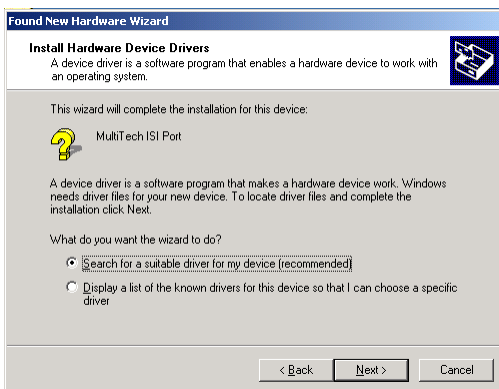 Found New Hardware Wizard
Install Hardware Device Drivers
A device driver is a software program that enables a hardware device to work with
an operating system.
This wizard will complete the installation for this device:
MultiTech ISI Port
A device driver is a software program that makes a hardware device work. Windows
needs driver files for your new device. To locate driver files and complete the
installation click Next.
What do you want the wizard to do?
Search for a suitable driver for my device (recommended)
Display a list of the known drivers for this device so that I can choose a specific
driver
< Back Next > Cancel